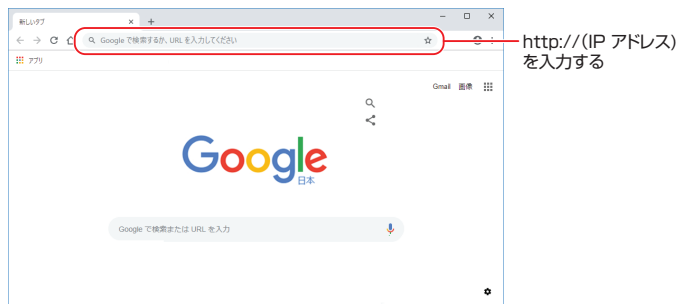 新しいタブ
Google で検索するか、URL を入力してください
アプリ
http://(IP アドレス)
を入力する
Gmail 画像
Google
日本
Google で検索または URL を入力